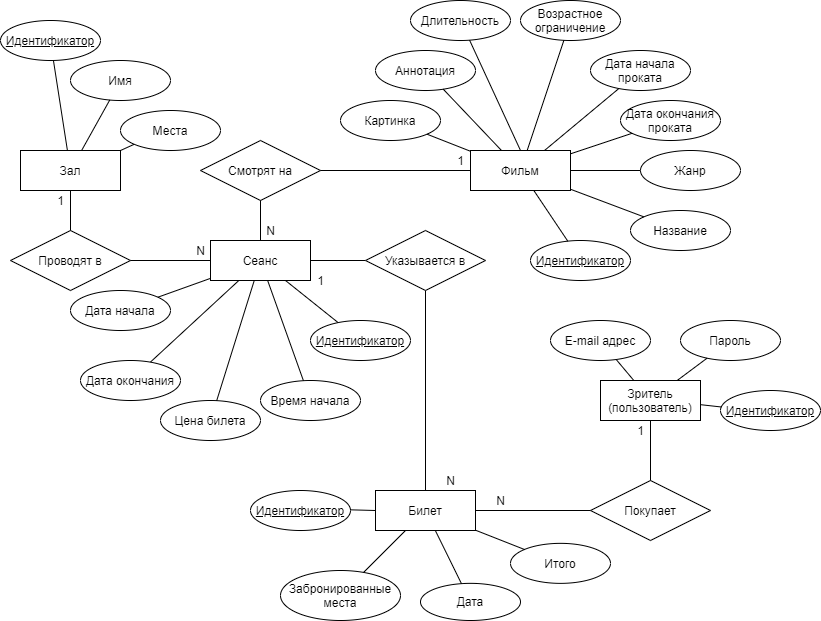 Длительность
Возрастное
ограничение
Идентификатор
Имя
Аннотация
Дата начала
проката
Места
Картинка
Дата окончания
проката
Зал
1
Смотрят на
1
Фильм
Жанр
Название
N
N
Проводят в
Сеанс
1
Указывается в
Идентификатор
Дата начала
Идентификатор
E-mail адрес
Пароль
Дата окончания
Время начала
Цена билета
Зритель
(пользователь)
Идентификатор
1
N
N
Идентификатор
Билет
Покупает
Итого
Забронированные
места
Дата